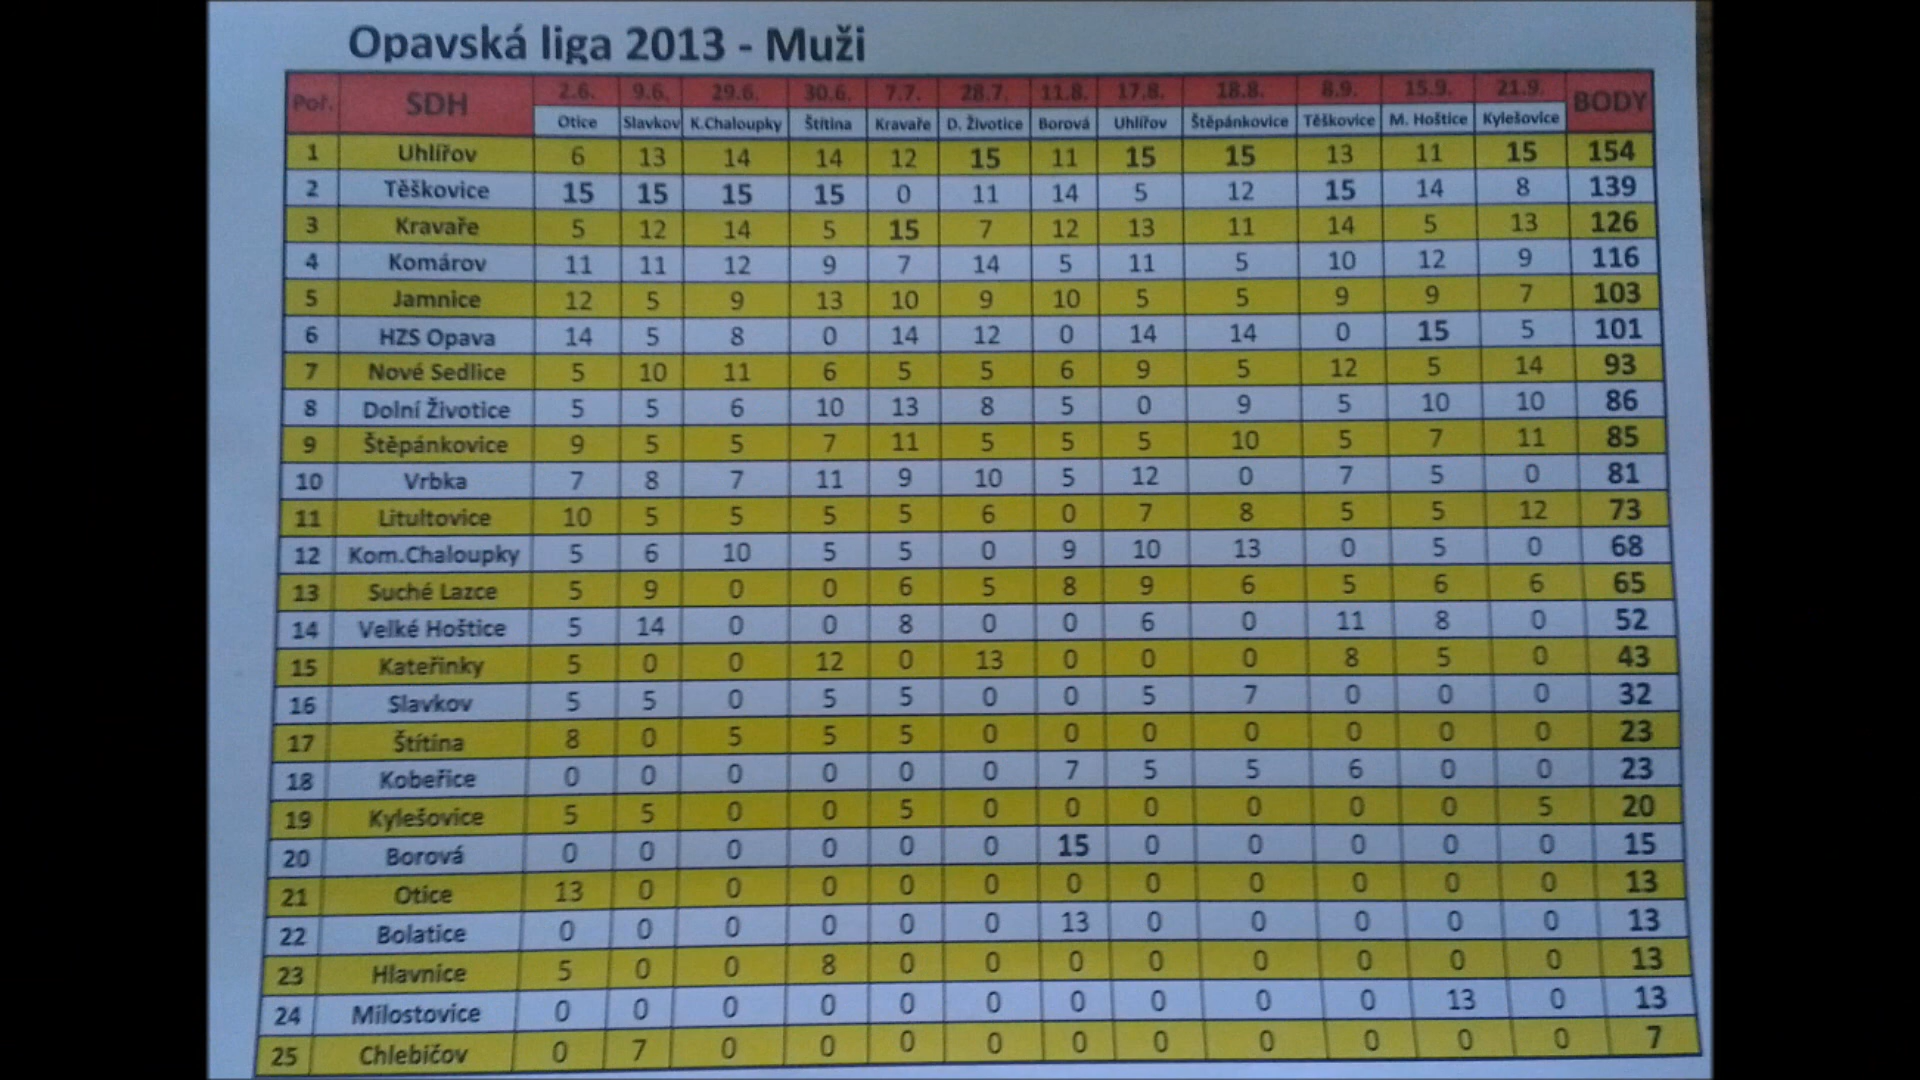 Opavská liga 2013 - Muži
Poř. SDH 2.6. 9.6. 29.6. 30.6. 7.7. 28.7. 11.8. 17.8. 18.8. 8.9. 15.9. 21.9. BODY
Otice Slavkov K.Chaloupky Štítina Kravaře D. Životice Borová Uhlířov Štěpánkovice Těškovice M. Hoštice Kylešovice
1 Uhlířov 6 13 14 14 12 15 11 15 15 13 11 15 154
2 Těškovice 15 15 15 15 0 11 14 5 12 15 14 8 139
3 Kravaře 5 12 14 5 15 7 12 13 11 14 5 13 126
4 Komárov 11 11 12 9 7 14 5 11 5 10 12 9 116
5 Jamnice 12 5 9 13 10 9 10 5 5 9 9 7 103
6 HZS Opava 14 5 8 0 14 12 0 14 14 0 15 5 101
7 Nové Sedlice 5 10 11 6 5 5 6 9 5 12 5 14 93
8 Dolní Životice 5 5 6 10 13 8 5 0 9 5 10 10 86
9 Štěpánkovice 9 5 5 7 11 5 5 5 10 5 7 11 85
10 Vrbka 7 8 7 11 9 10 5 12 0 7 5 0 81
11 Litultovice 10 5 5 5 5 6 0 7 8 5 5 12 73
12 Kom.Chaloupky 5 6 10 5 5 0 9 10 13 0 5 0 68
13 Suché Lazce 5 9 0 0 6 5 8 9 6 5 6 6 65
14 Velké Hoštice 5 14 0 0 8 0 0 6 0 11 8 0 52
15 Kateřinky 5 0 0 12 0 13 0 0 0 8 5 0 43
16 Slavkov 5 5 0 5 5 0 0 5 7 0 0 0 32
17 Štítina 8 0 5 5 5 0 0 0 0 0 0 0 23
18 Kobeřice 0 0 0 0 0 0 7 5 5 6 0 0 23
19 Kylešovice 5 5 0 0 5 0 0 0 0 0 0 5 20
20 Borová 0 0 0 0 0 0 15 0 0 0 0 0 15
21 Otice 13 0 0 0 0 0 0 0 0 0 0 0 13
22 Bolatice 0 0 0 0 0 0 13 0 0 0 0 0 13
23 Hlavnice 5 0 0 8 0 0 0 0 0 0 0 0 13
24 Milostovice 0 0 0 0 0 0 0 0 0 0 13 0 13
25 Chlebičov 0 7 0 0 0 0 0 0 0 0 0 0 7